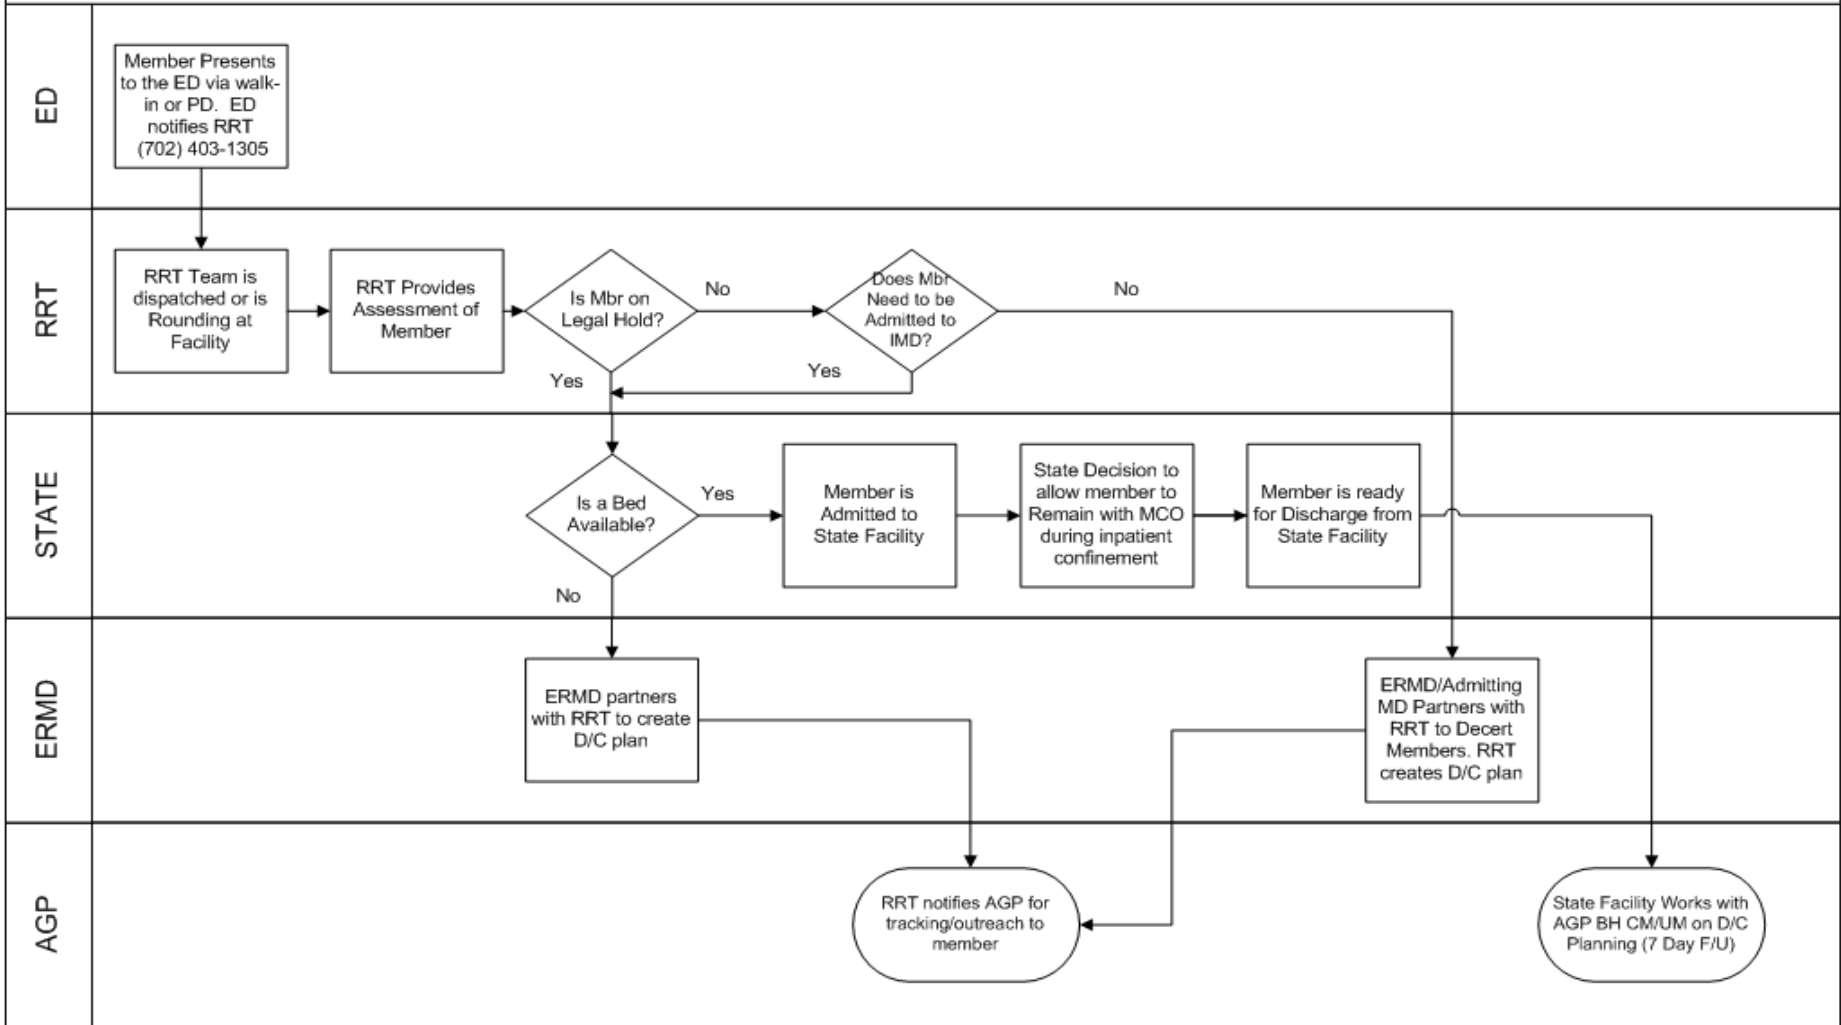 ED
Member Presents
to the ED via walk-
in or PD.  ED
notifies RRT
(702) 403-1305
RRT
RRT Team is
dispatched or is
Rounding at
Facility
RRT Provides
Assessment of
Member
Is Mbr on
Legal Hold?
No
Yes
Does Mbr
Need to be
Admitted to
IMD?
No
Yes
STATE
Is a Bed
Available?
Yes
No
Member is
Admitted to
State Facility
State Decision to
allow member to
Remain with MCO
during inpatient
confinement
Member is ready
for Discharge from
State Facility
ERMD
ERMD partners
with RRT to create
D/C plan
ERMD/Admitting
MD Partners with
RRT to Decert
Members. RRT
creates D/C plan
AGP
RRT notifies AGP for
tracking/outreach to
member
State Facility Works with
AGP BH CM/UM on D/C
Planning (7 Day F/U)